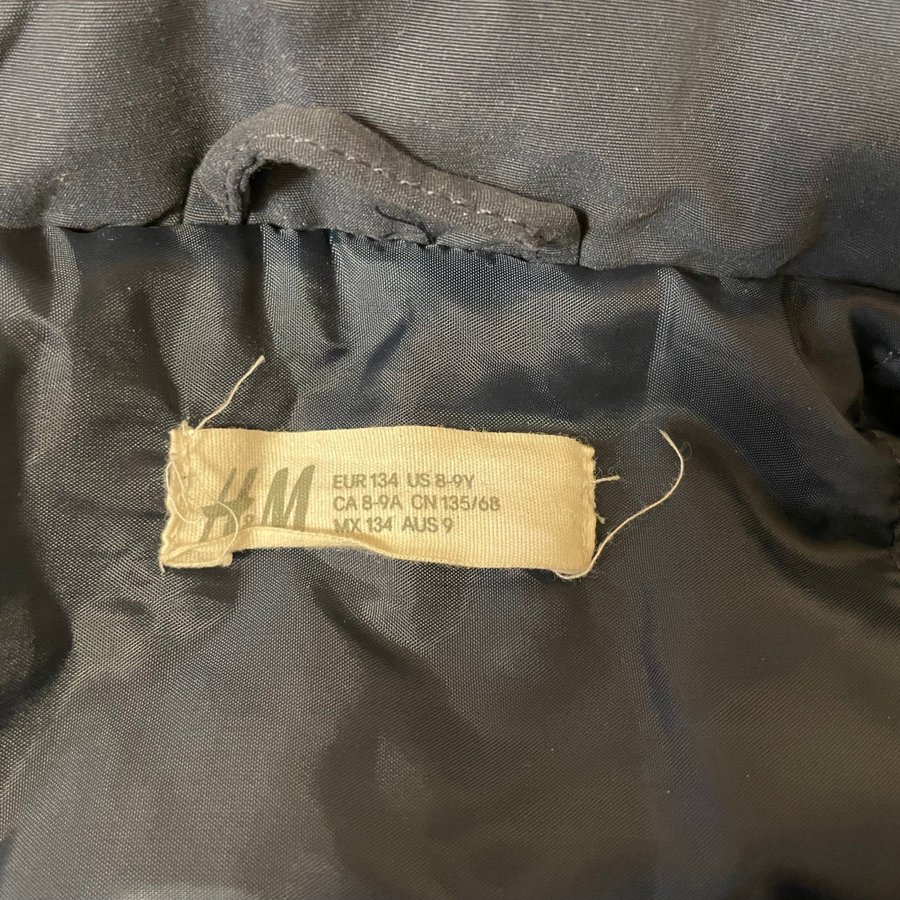 H&M
EUR 134 US 8-9Y
CA 8-9A CN 135/68
MX 134 AUS 9